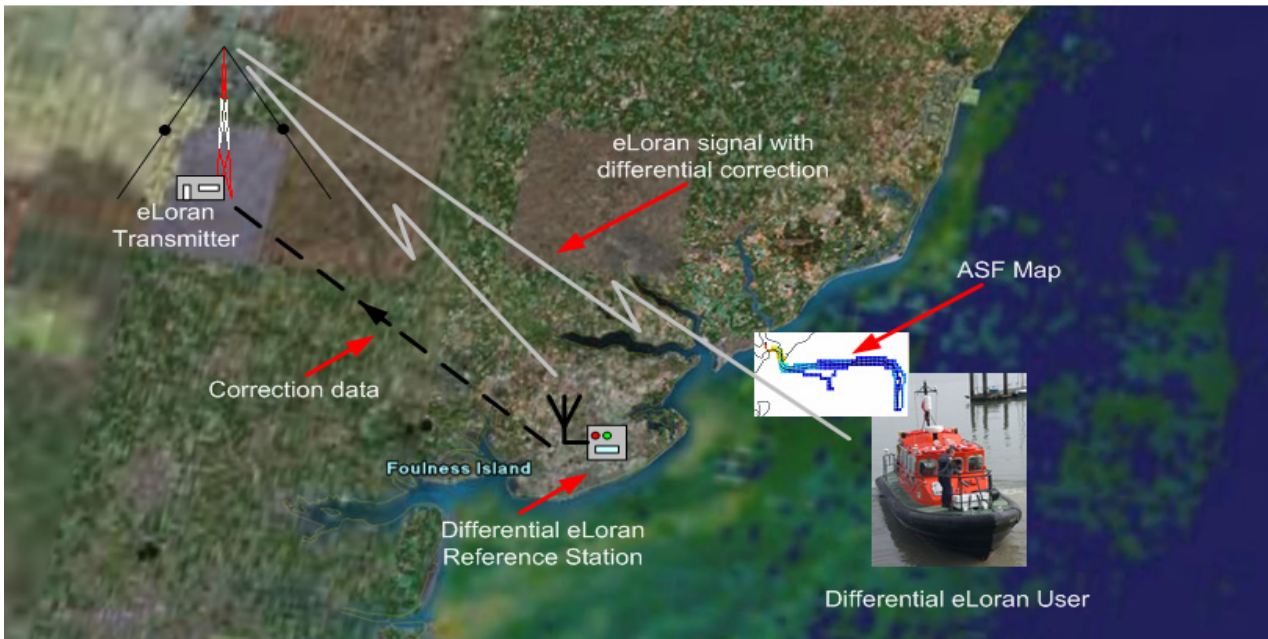 eLoran signal with
differential correction
eLoran
Transmitter
ASF Map
Correction data
Foulness Island
Differential eLoran
Reference Station
Differential eLoran User